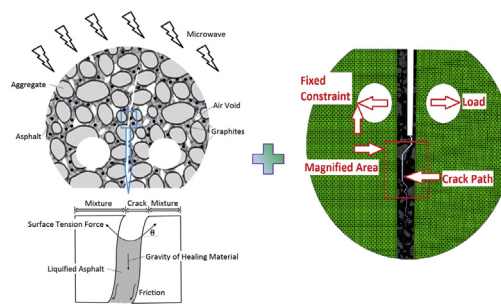 Microwave
Aggregate
Air Void
Asphalt
Graphites
Mixture
Crack
Mixture
Surface Tension Force
θ
Gravity of Healing Material
Liquified Asphalt
Friction
Fixed
Constraint
Load
Magnified Area
Crack Path